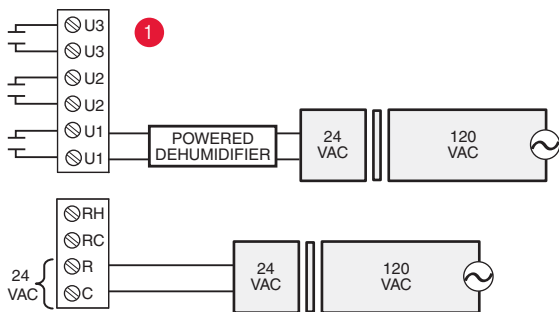 U3
1
U3
U2
U2
U1
U1
POWERED
DEHUMIDIFIER
24
VAC
120
VAC
RH
RC
R
C
24
VAC
24
VAC
120
VAC